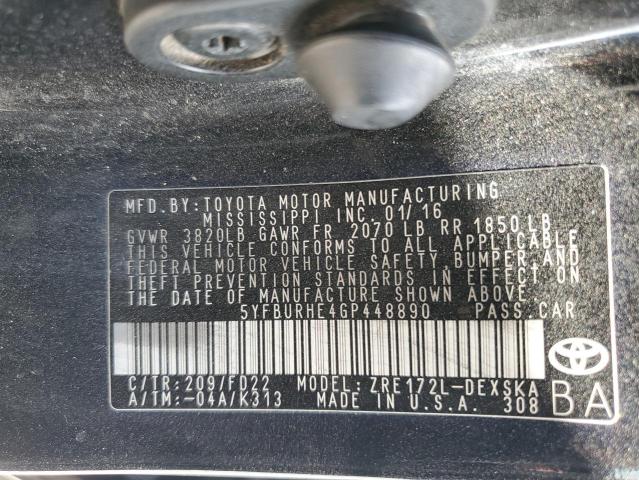 MFD.BY:TOYOTA MOTOR MANUFACTURING
MISSISSIPPI INC. 01/16
GVWR 3820LB GAWR FR 2070 LB RR 1850 LB
THIS VEHICLE CONFORMS TO ALL APPLICABLE
FEDERAL MOTOR VEHICLE SAFETY, BUMPER, AND
THEFT PREVENTION STANDARDS IN EFFECT ON
THE DATE OF MANUFACTURE SHOWN ABOVE.
5YFBURHE4GP448890 PASS.CAR
C/TR:209/FD22 MODEL:ZRE172L-DEXSKA
A/TM:-04A/K313 MADE IN U.S.A. 308
BA